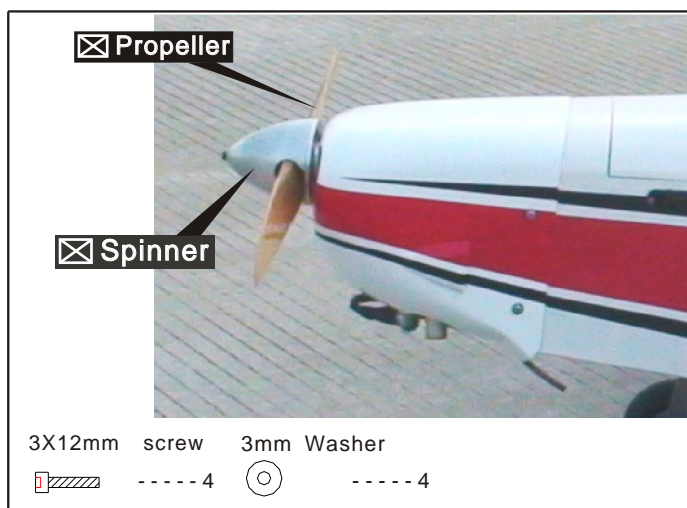 Propeller
Spinner
3X12mm screw 3mm Washer
-----4 -----4